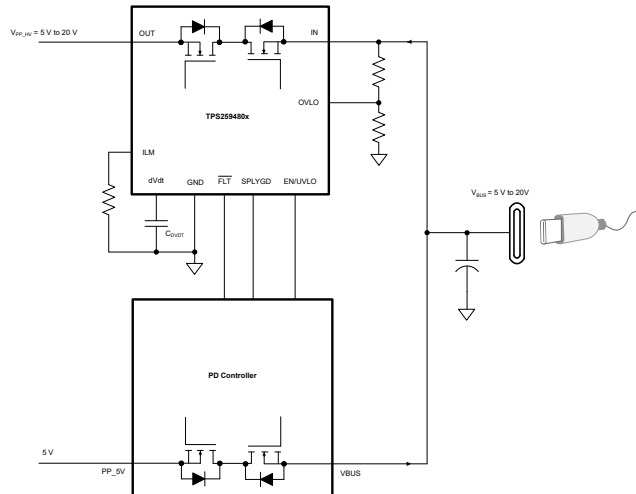 V_PP_HV = 5 V to 20 V
OUT
IN
OVLO
TPS259480x
ILM
dVdt
GND
FLT
SPLYGD
EN/UVLO
C_DVDT
V_BUS = 5 V to 20V
PD Controller
5 V
PP_5V
VBUS